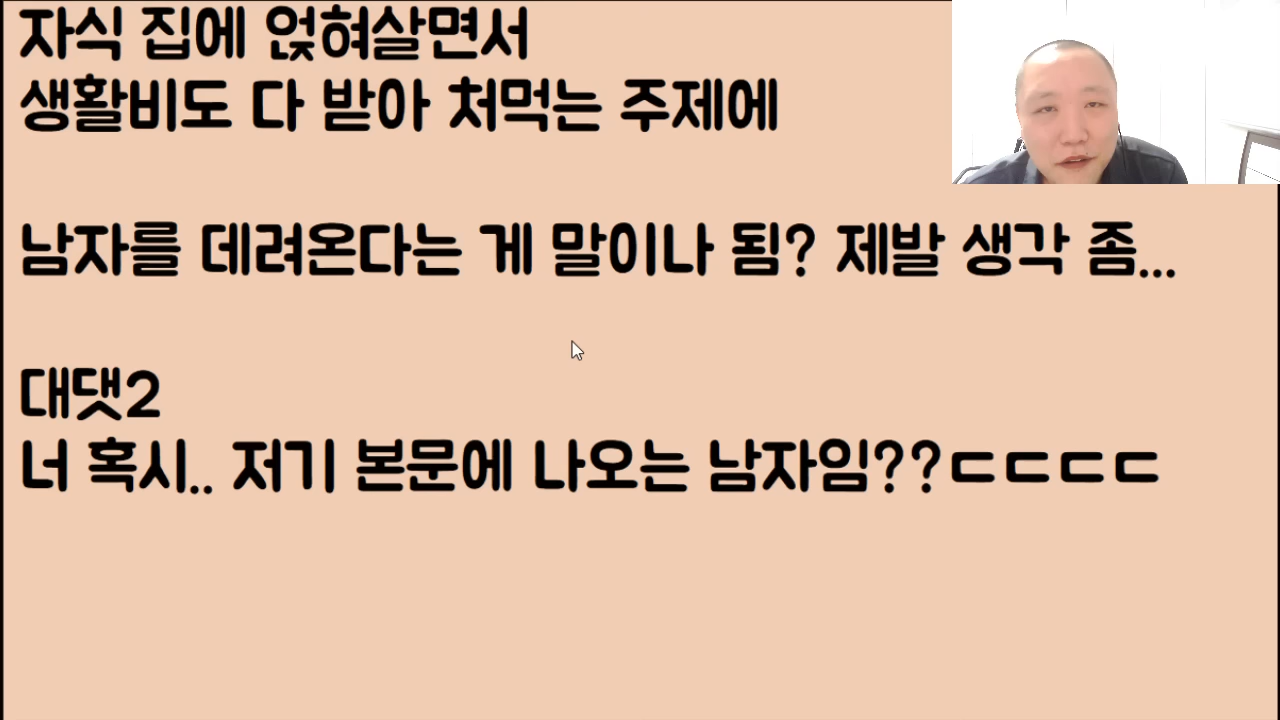 자식 집에 얹혀살면서
생활비도 다 받아 처먹는 주제에
남자를 데려온다는 게 말이나 됨? 제발 생각 좀...
대댓2
너 혹시.. 저기 본문에 나오는 남자임??ㄷㄷㄷㄷ